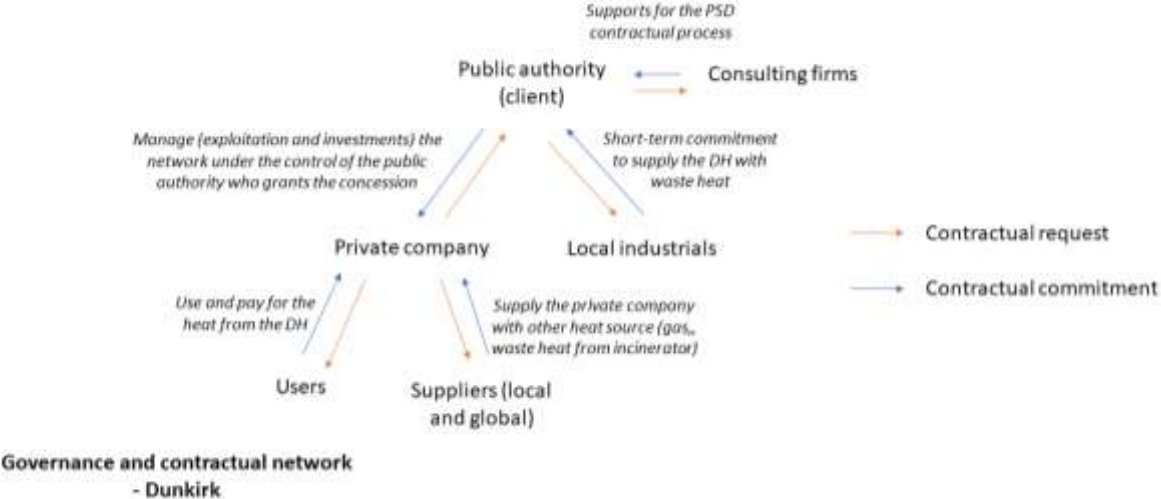 Supports for the PSD
contractual process
Public authority
(client)
Consulting firms
Manage (exploitation and investments) the
network under the control of the public
authority who grants the concession
Short-term commitment
to supply the DH with
waste heat
Private company
Local industrials
Contractual request
Contractual commitment
Use and pay for the
heat from the DH
Supply the private company
with other heat source (gas,,
waste heat from incinerator)
Users
Suppliers (local
and global)
Governance and contractual network
- Dunkirk